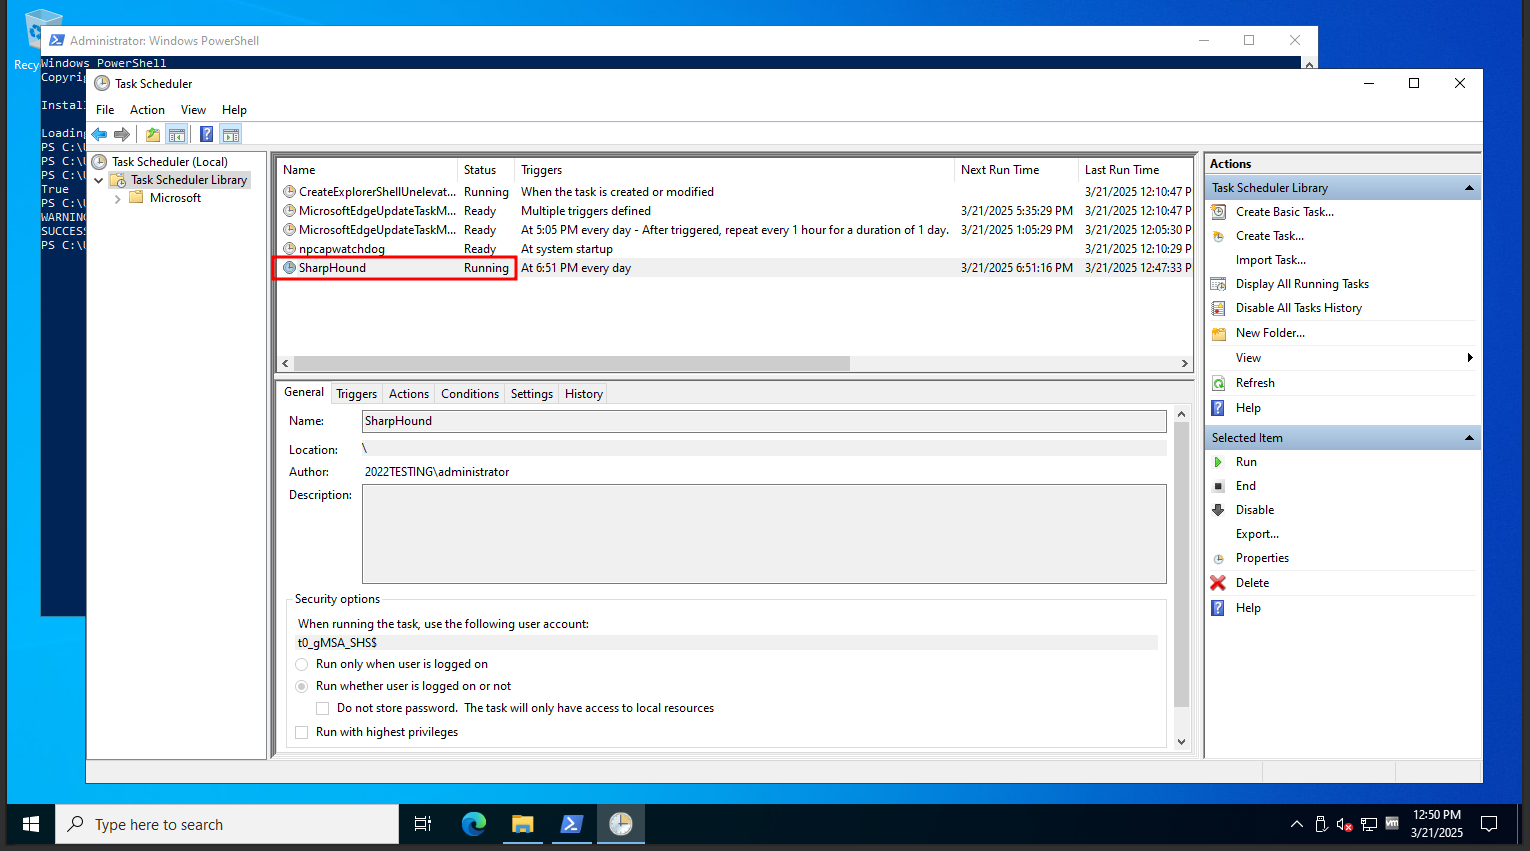 Recy
Administrator: Windows PowerShell
Windows PowerShell
Copyri
Install
Loading
PS C:\U
PS C:\U
PS C:\U
True
PS C:\U
WARNING
SUCCESS
PS C:\U
Task Scheduler
File Action View Help
Task Scheduler (Local)
Task Scheduler Library
Microsoft
Name Status Triggers Next Run Time Last Run Time
CreateExplorerShellUnelevat... Running When the task is created or modified 3/21/2025 12:10:47 P
MicrosoftEdgeUpdateTaskM... Ready Multiple triggers defined 3/21/2025 5:35:29 PM 3/21/2025 12:10:47 P
MicrosoftEdgeUpdateTaskM... Ready At 5:05 PM every day - After triggered, repeat every 1 hour for a duration of 1 day. 3/21/2025 1:05:29 PM 3/21/2025 12:05:30 P
npcapwatchdog Ready At system startup 3/21/2025 12:10:29 P
SharpHound Running At 6:51 PM every day 3/21/2025 6:51:16 PM 3/21/2025 12:47:33 P
General Triggers Actions Conditions Settings History
Name: SharpHound
Location: \
Author: 2022TESTING\administrator
Description:
Security options
When running the task, use the following user account:
t0_gMSA_SHS$
Run only when user is logged on
Run whether user is logged on or not
Do not store password. The task will only have access to local resources
Run with highest privileges
Actions
Task Scheduler Library
Create Basic Task...
Create Task...
Import Task...
Display All Running Tasks
Disable All Tasks History
New Folder...
View
Refresh
Help
Selected Item
Run
End
Disable
Export...
Properties
Delete
Help
Type here to search
vm
12:50 PM
3/21/2025